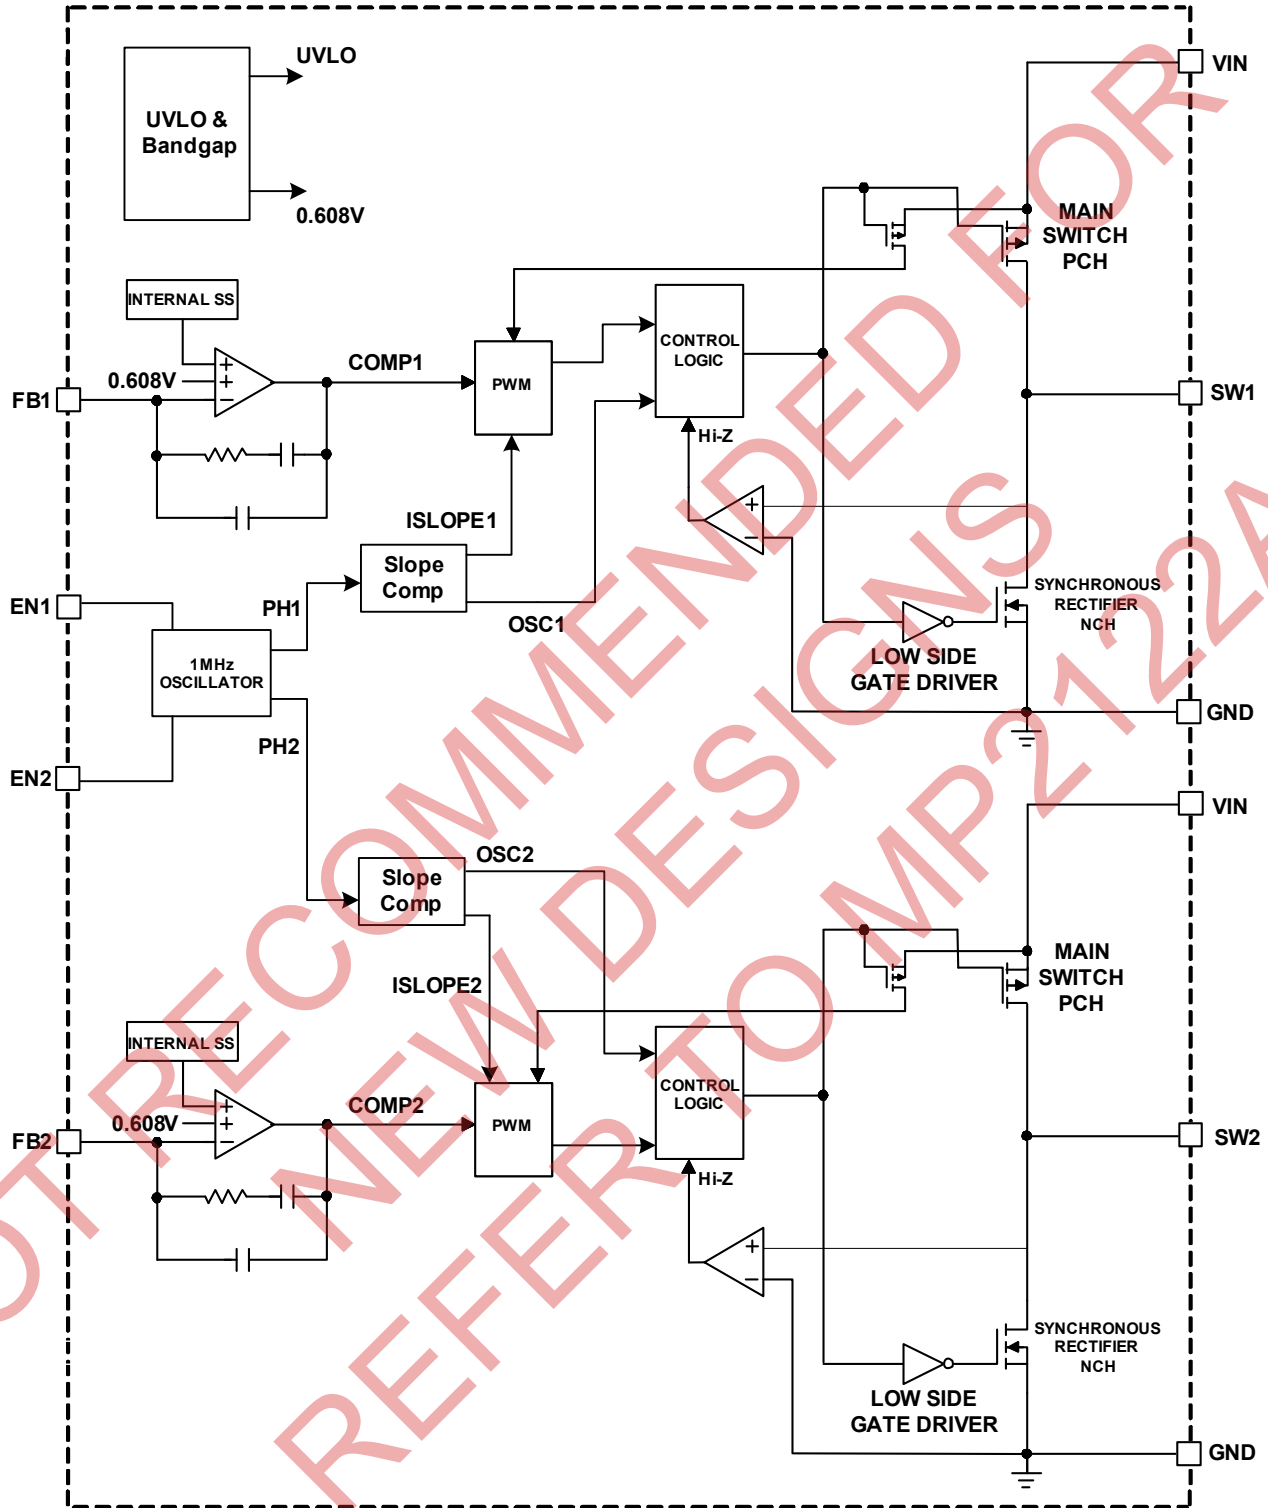 UVLO
UVLO &
Bandgap
0.608V
VIN
MAIN
SWITCH
PCH
INTERNAL SS
+
+
−
0.608V
FB1
COMP1
PWM
CONTROL
LOGIC
SW1
Hi-Z
+
−
ISLOPE1
Slope
Comp
OSC1
EN1
PH1
1MHz
OSCILLATOR
PH2
EN2
SYNCHRONOUS
RECTIFIER
NCH
LOW SIDE
GATE DRIVER
GND
VIN
OSC2
Slope
Comp
ISLOPE2
MAIN
SWITCH
PCH
INTERNAL SS
+
+
−
0.608V
FB2
COMP2
PWM
CONTROL
LOGIC
SW2
Hi-Z
+
−
SYNCHRONOUS
RECTIFIER
NCH
LOW SIDE
GATE DRIVER
GND
OT RECOMMENDED FOR
NEW DESIGNS
REFER TO MP2122A